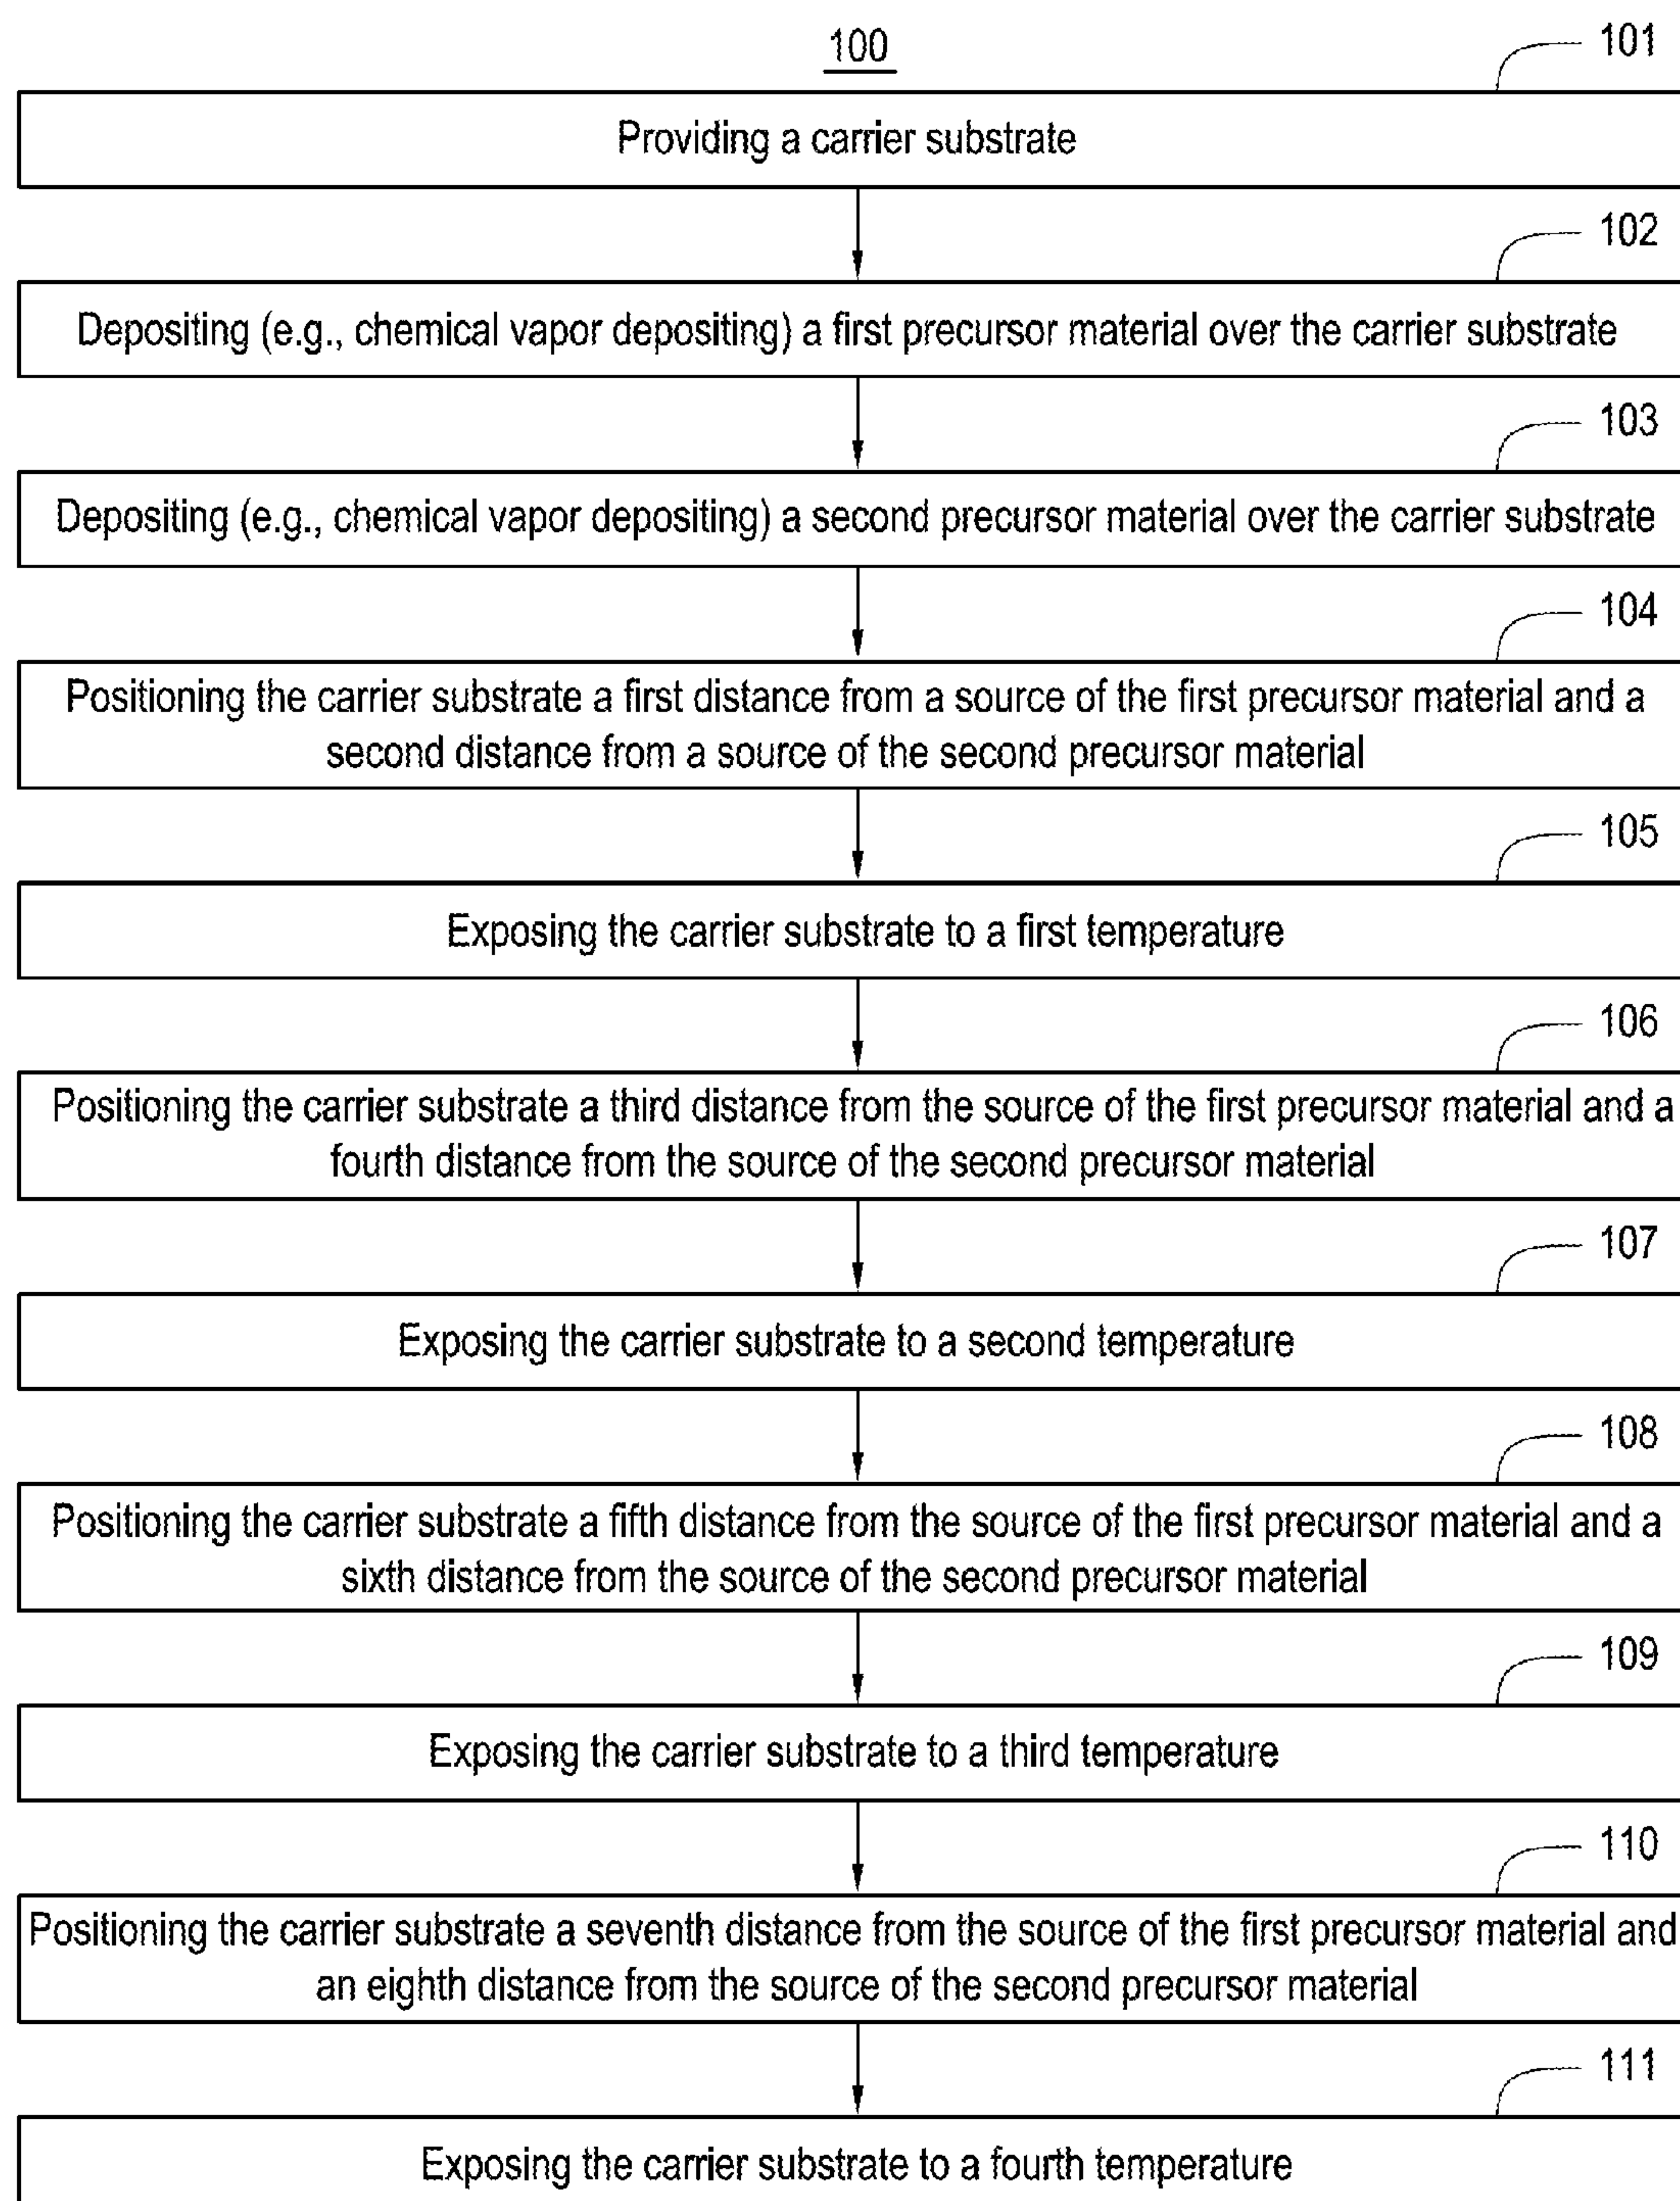 100
101
Providing a carrier substrate
102
Depositing (e.g., chemical vapor depositing) a first precursor material over the carrier substrate
103
Depositing (e.g., chemical vapor depositing) a second precursor material over the carrier substrate
104
Positioning the carrier substrate a first distance from a source of the first precursor material and a
second distance from a source of the second precursor material
105
Exposing the carrier substrate to a first temperature
106
Positioning the carrier substrate a third distance from the source of the first precursor material and a
fourth distance from the source of the second precursor material
107
Exposing the carrier substrate to a second temperature
108
Positioning the carrier substrate a fifth distance from the source of the first precursor material and a
sixth distance from the source of the second precursor material
109
Exposing the carrier substrate to a third temperature
110
Positioning the carrier substrate a seventh distance from the source of the first precursor material and
an eighth distance from the source of the second precursor material
111
Exposing the carrier substrate to a fourth temperature